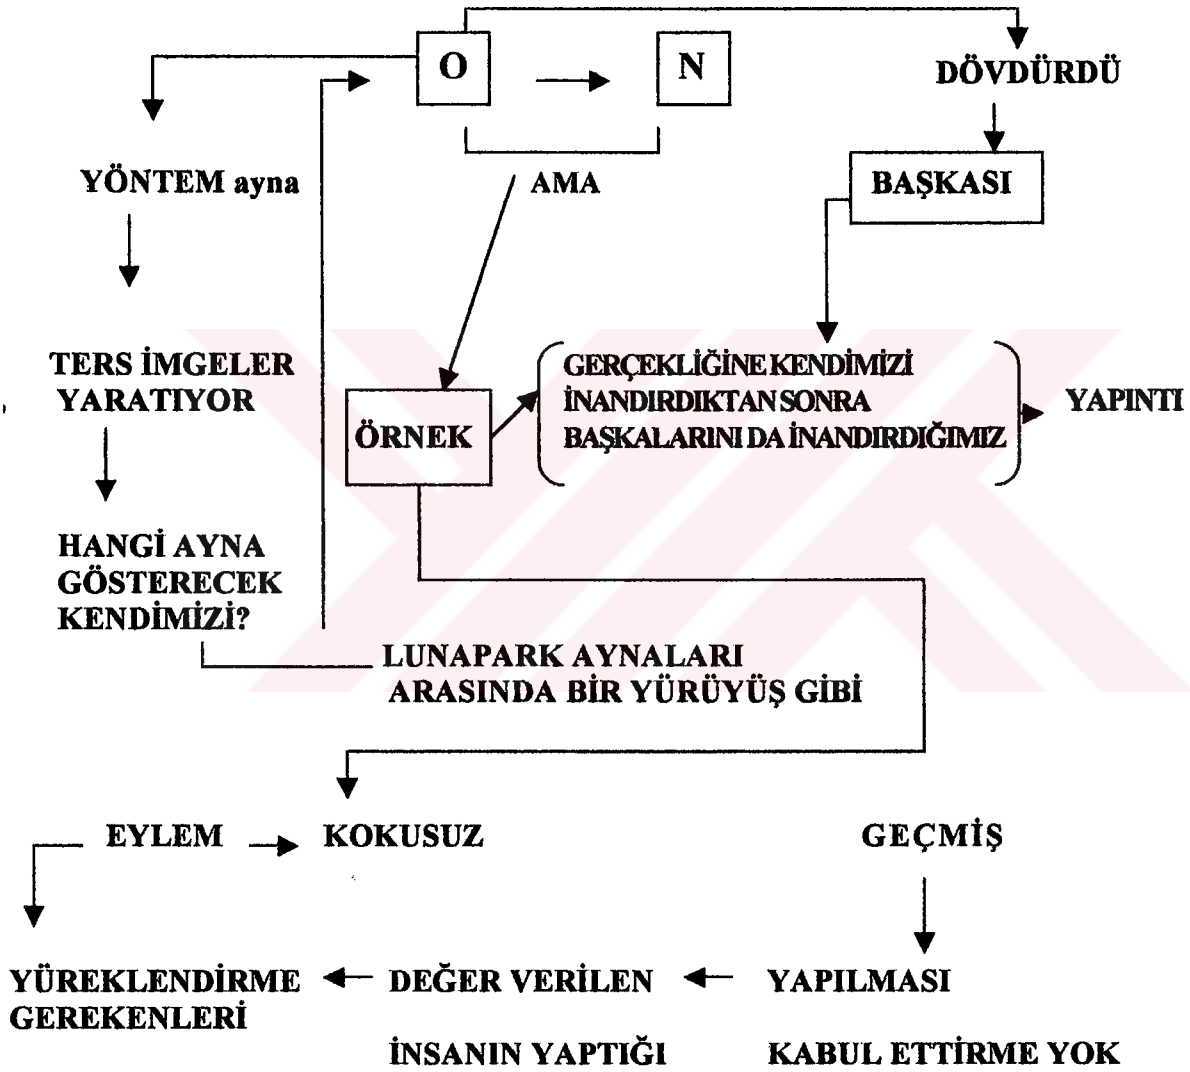 O
N
DÖVDÜRDÜ
YÖNTEM ayna
AMA
BAŞKASI
TERS İMGELER
YARATIYOR
ÖRNEK
GERÇEKLİĞİNE KENDİMİZİ
İNANDIRDIKTAN SONRA
BAŞKALARINI DA İNANDIRDIĞIMIZ
YAPINTI
HANGİ AYNA
GÖSTERECEK
KENDİMİZİ?
LUNAPARK AYNALARI
ARASINDA BİR YÜRÜYÜŞ GİBİ
EYLEM
KOKUSUZ
GEÇMİŞ
YÜREKLENDİRME
GEREKENLERİ
DEĞER VERİLEN
YAPILMASI
İNSANIN YAPTIĞI
KABUL ETTİRME YOK